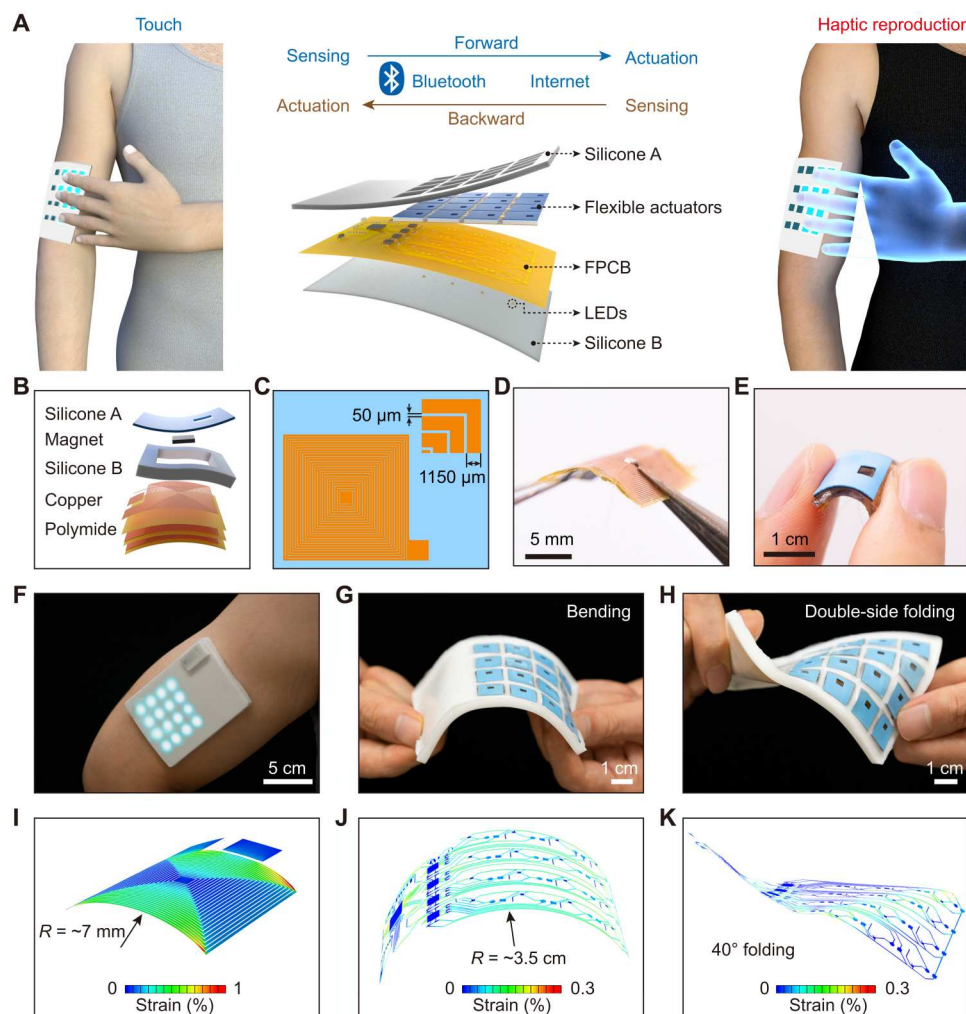 A
Touch
Forward
Sensing
Actuation
Bluetooth
Internet
Actuation
Sensing
Backward
Haptic reproduction
Silicone A
Flexible actuators
FPCB
LEDs
Silicone B
B
Silicone A
Magnet
Silicone B
Copper
Polymide
C
50 µm
1150 µm
D
5 mm
E
1 cm
F
5 cm
G
Bending
1 cm
H
Double-side folding
1 cm
I
R = ~7 mm
0 1
Strain (%)
J
R = ~3.5 cm
0 0.3
Strain (%)
K
40° folding
0 0.3
Strain (%)